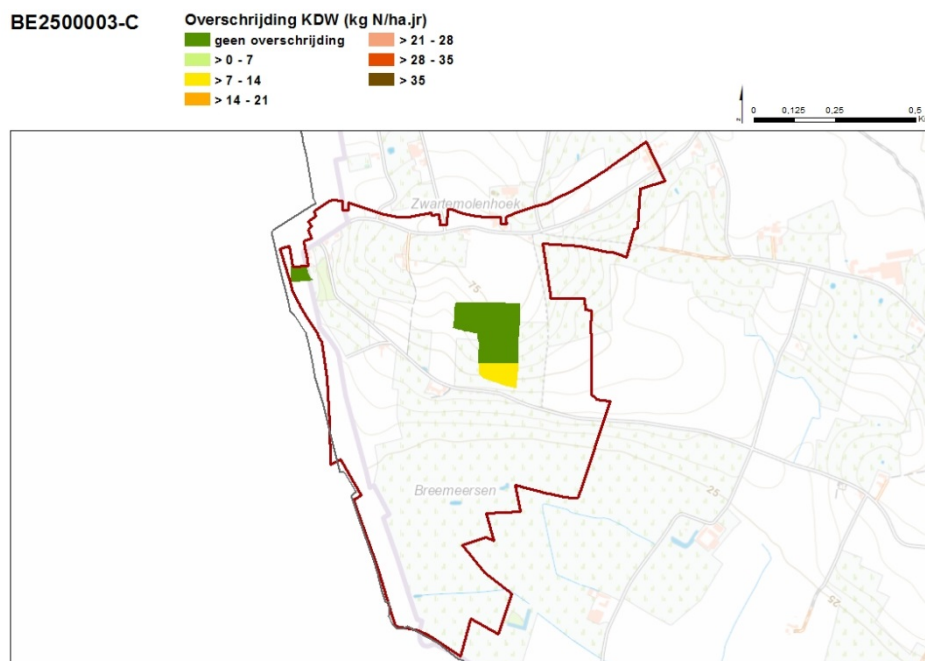 BE2500003-C
Overschrijding KDW (kg N/ha.jr)
geen overschrijding
> 0 - 7
> 7 - 14
> 14 - 21
> 21 - 28
> 28 - 35
> 35
0 0,125 0,25 0,5
Zwartemolenhoek
75
Breemeersen
25
25